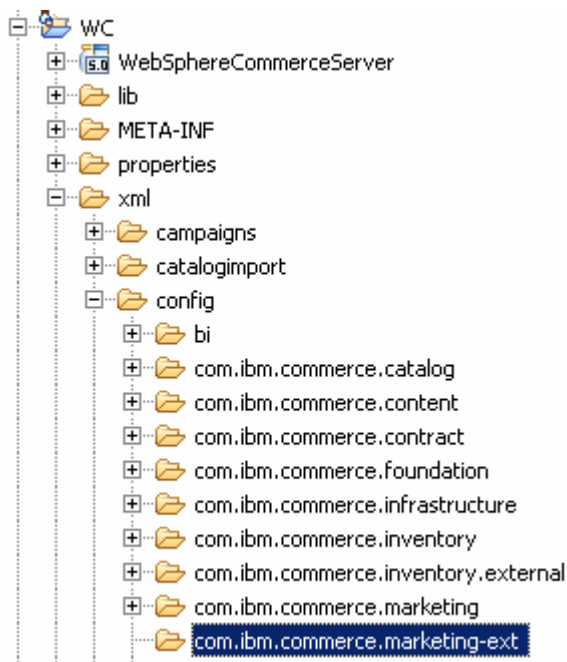 WC
5.0 WebSphereCommerceServer
lib
META-INF
properties
xml
campaigns
catalogimport
config
bi
com.ibm.commerce.catalog
com.ibm.commerce.content
com.ibm.commerce.contract
com.ibm.commerce.foundation
com.ibm.commerce.infrastructure
com.ibm.commerce.inventory
com.ibm.commerce.inventory.external
com.ibm.commerce.marketing
com.ibm.commerce.marketing-ext